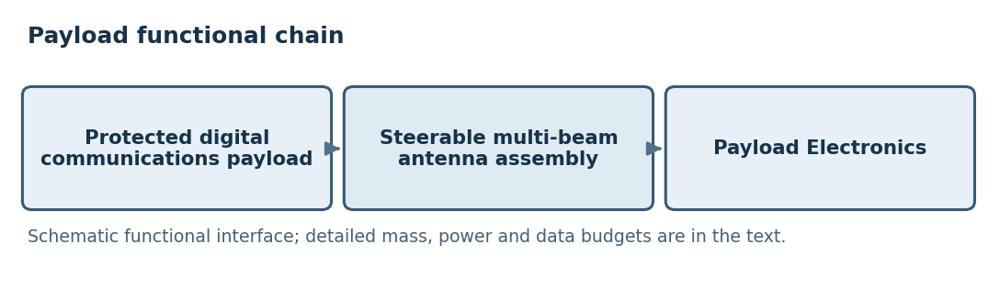 Payload functional chain
Protected digital
communications payload
Steerable multi-beam
antenna assembly
Payload Electronics
Schematic functional interface; detailed mass, power and data budgets are in the text.